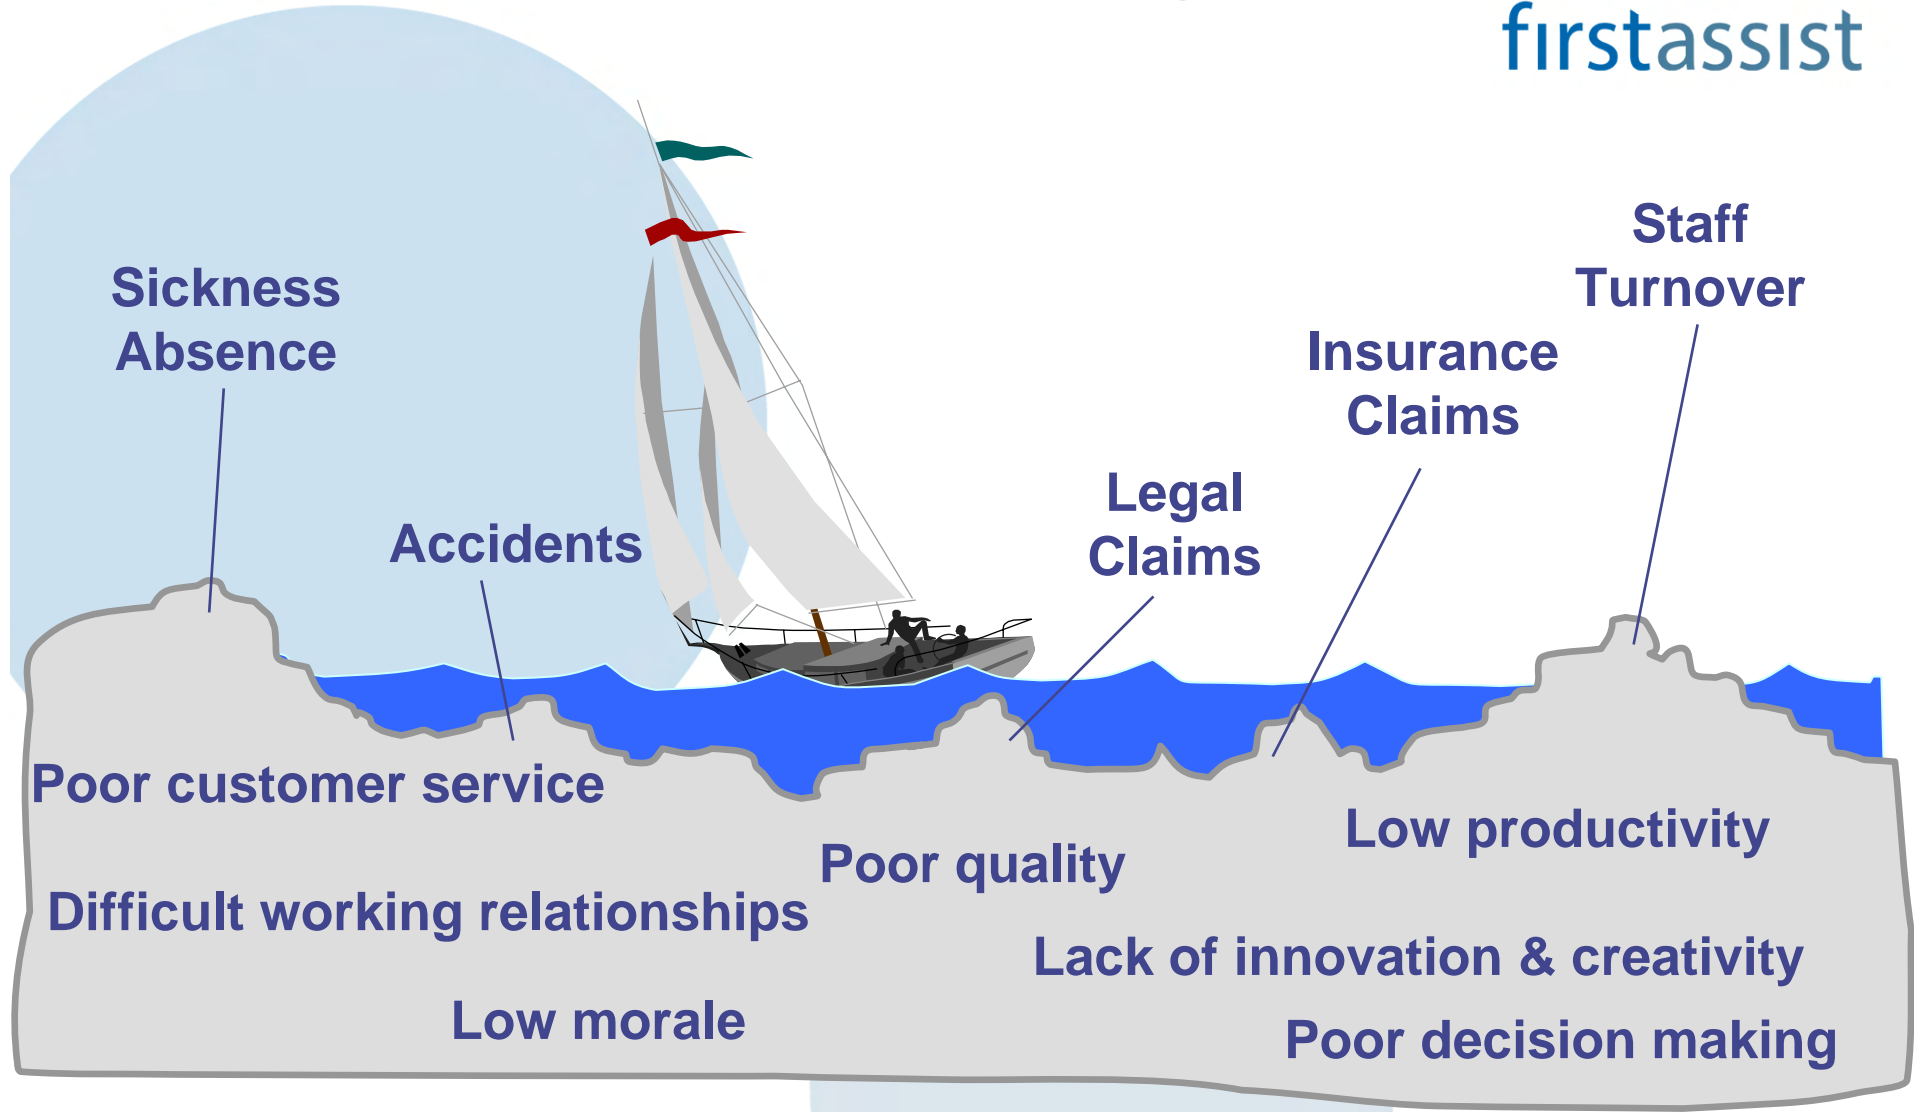 firstassist
Staff
Turnover
Sickness
Absence
Insurance
Claims
Legal
Claims
Accidents
Poor customer service
Low productivity
Poor quality
Difficult working relationships
Lack of innovation & creativity
Low morale
Poor decision making